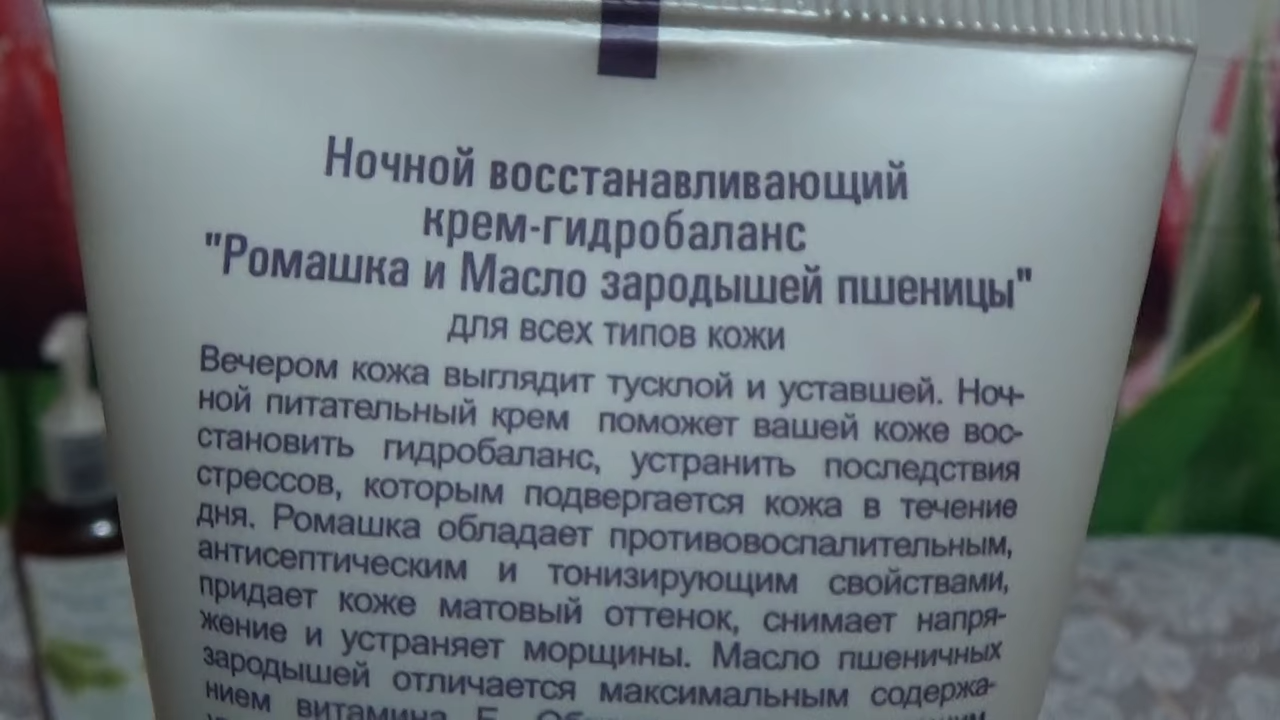 Ночной восстанавливающий
крем-гидробаланс
"Ромашка и Масло зародышей пшеницы"
для всех типов кожи
Вечером кожа выглядит тусклой и уставшей. Ноч-
ной питательный крем поможет вашей коже вос-
становить гидробаланс, устранить последствия
стрессов, которым подвергается кожа в течение
дня. Ромашка обладает противовоспалительным,
антисептическим и тонизирующим свойствами,
придает коже матовый оттенок, снимает напря-
жение и устраняет морщины. Масло пшеничных
зародышей отличается максимальным содержа-
нием витамина Е.